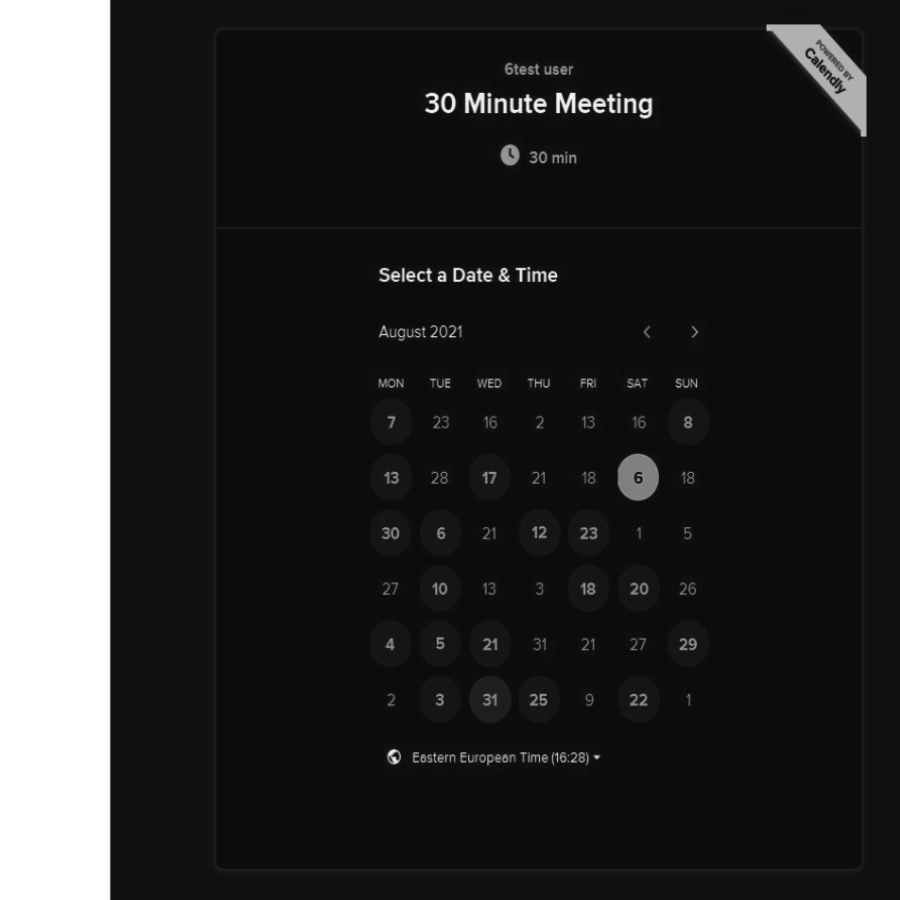 POWERED BY
Calendly
6test user
30 Minute Meeting
30 min
Select a Date & Time
August 2021
MON TUE WED THU FRI SAT SUN
7 23 16 2 13 16 8
13 28 17 21 18 6 18
30 6 21 12 23 1 5
27 10 13 3 18 20 26
4 5 21 31 21 27 29
2 3 31 25 9 22 1
Eastern European Time (16:28)